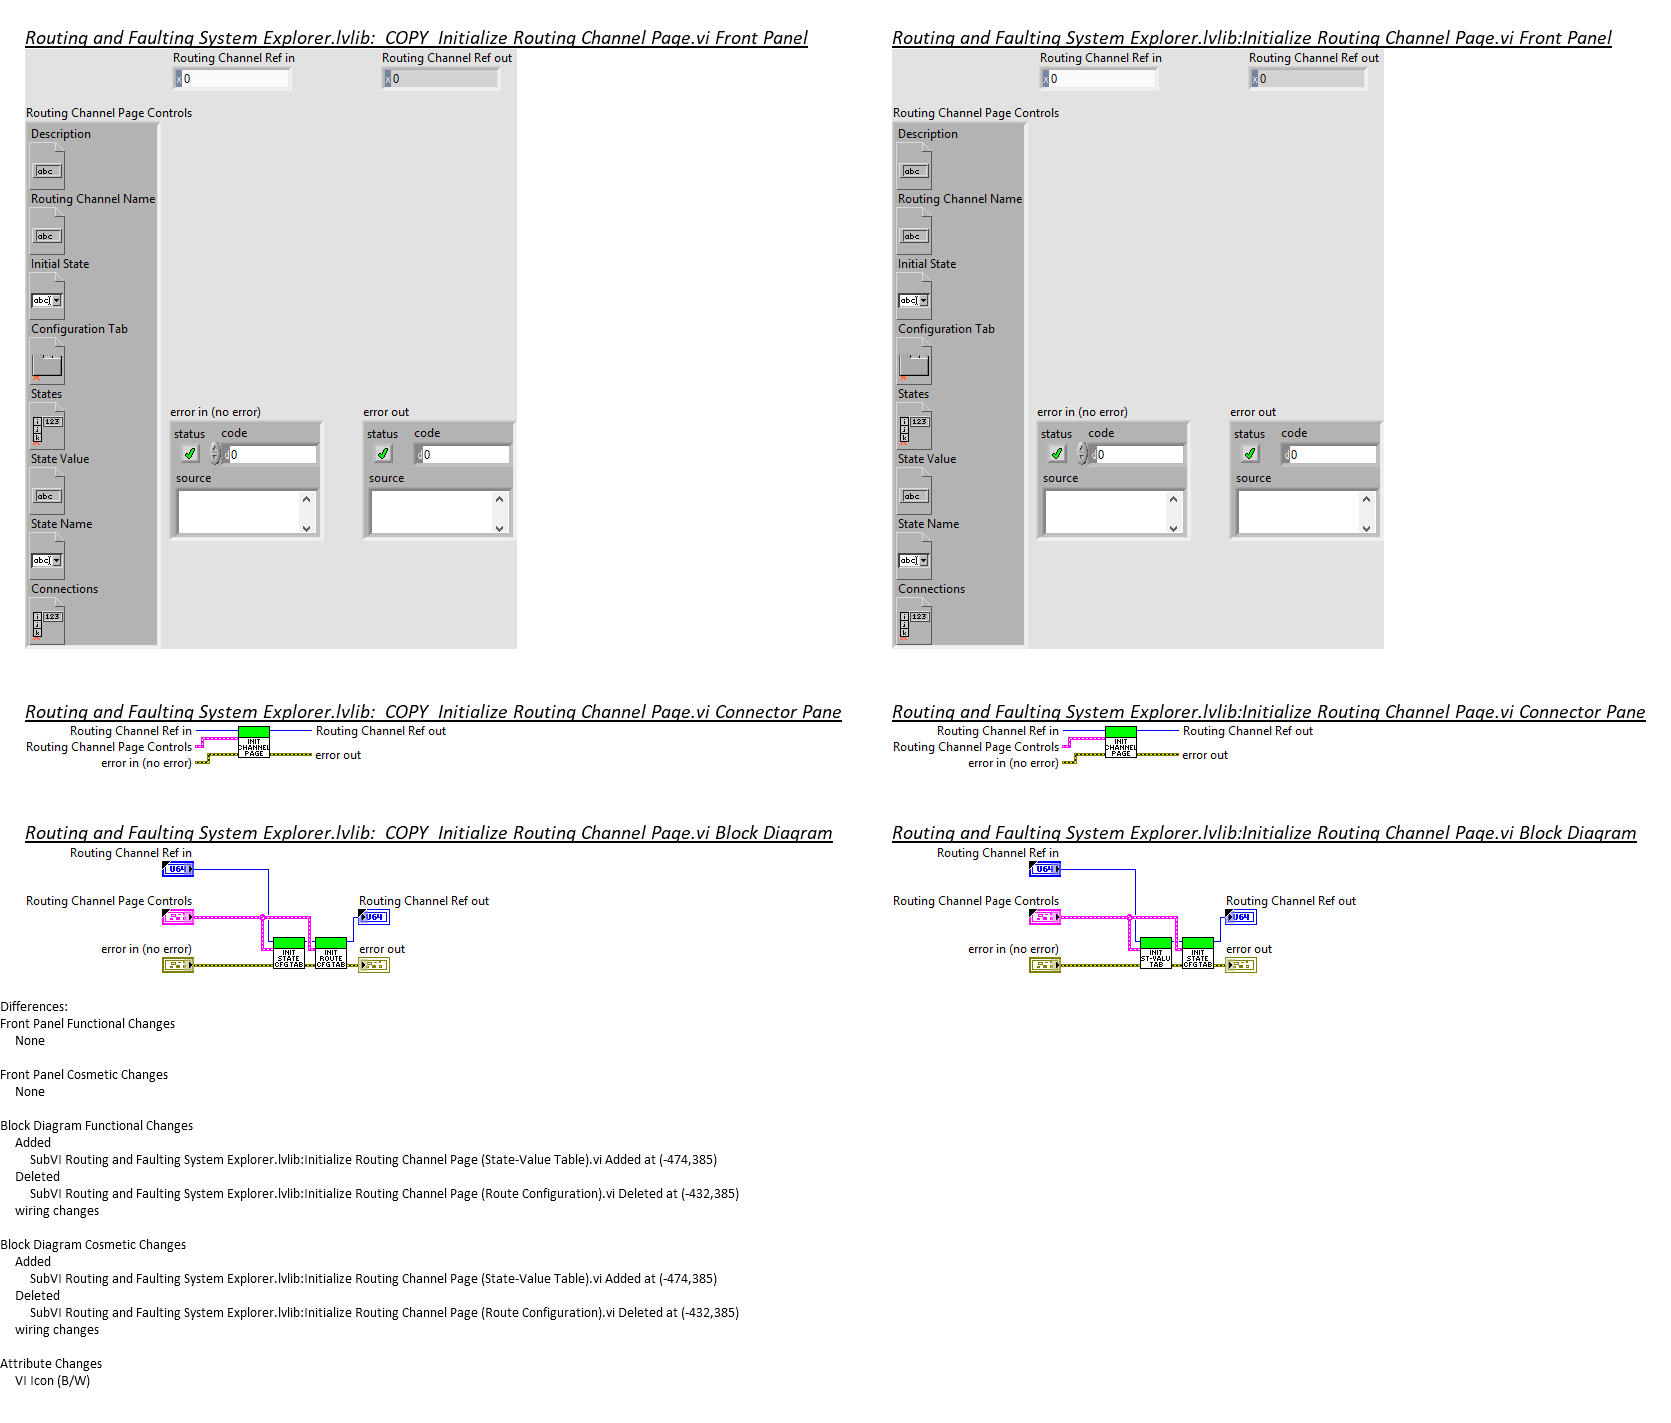 Routing and Faulting System Explorer.lvlib:_COPY_Initialize Routing Channel Page.vi Front Panel
Routing Channel Ref in
Routing Channel Ref out
x 0
x 0
Routing Channel Page Controls
Description
abc
Routing Channel Name
abc
Initial State
abc
Configuration Tab
States
123
State Value
abc
State Name
abc
Connections
123
error in (no error)
status code
d 0
source
error out
status code
d 0
source
Routing and Faulting System Explorer.lvlib:Initialize Routing Channel Page.vi Front Panel
Routing Channel Ref in
Routing Channel Ref out
x 0
x 0
Routing Channel Page Controls
Description
abc
Routing Channel Name
abc
Initial State
abc
Configuration Tab
States
123
State Value
abc
State Name
abc
Connections
123
error in (no error)
status code
d 0
source
error out
status code
d 0
source
Routing and Faulting System Explorer.lvlib:_COPY_Initialize Routing Channel Page.vi Connector Pane
Routing Channel Ref in
Routing Channel Page Controls
error in (no error)
INIT
CHANNEL
PAGE
Routing Channel Ref out
error out
Routing and Faulting System Explorer.lvlib:Initialize Routing Channel Page.vi Connector Pane
Routing Channel Ref in
Routing Channel Page Controls
error in (no error)
INIT
CHANNEL
PAGE
Routing Channel Ref out
error out
Routing and Faulting System Explorer.lvlib:_COPY_Initialize Routing Channel Page.vi Block Diagram
Routing Channel Ref in
U64
Routing Channel Page Controls
error in (no error)
INIT
STATE
CFG TAB
INIT
ROUTE
CFG TAB
Routing Channel Ref out
U64
error out
Routing and Faulting System Explorer.lvlib:Initialize Routing Channel Page.vi Block Diagram
Routing Channel Ref in
U64
Routing Channel Page Controls
error in (no error)
INIT
ST-VALU
TAB
INIT
STATE
CFG TAB
Routing Channel Ref out
U64
error out
Differences:
Front Panel Functional Changes
None
Front Panel Cosmetic Changes
None
Block Diagram Functional Changes
Added
SubVI Routing and Faulting System Explorer.lvlib:Initialize Routing Channel Page (State-Value Table).vi Added at (-474,385)
Deleted
SubVI Routing and Faulting System Explorer.lvlib:Initialize Routing Channel Page (Route Configuration).vi Deleted at (-432,385)
wiring changes
Block Diagram Cosmetic Changes
Added
SubVI Routing and Faulting System Explorer.lvlib:Initialize Routing Channel Page (State-Value Table).vi Added at (-474,385)
Deleted
SubVI Routing and Faulting System Explorer.lvlib:Initialize Routing Channel Page (Route Configuration).vi Deleted at (-432,385)
wiring changes
Attribute Changes
VI Icon (B/W)